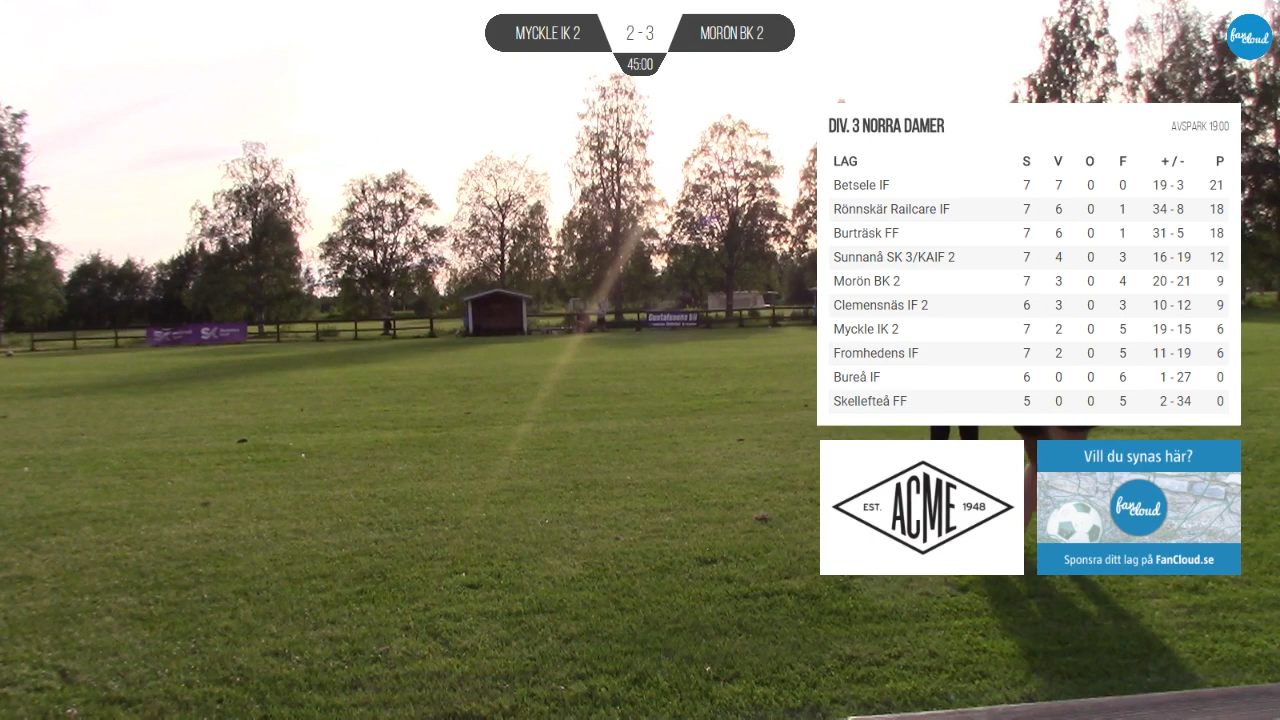 MYCKLE IK 2 2 - 3 MORÖN BK 2
45:00
fan cloud
DIV. 3 NORRA DAMER AVSPARK 19:00
LAG S V O F + / - P
Betsele IF 7 7 0 0 19 - 3 21
Rönnskär Railcare IF 7 6 0 1 34 - 8 18
Burträsk FF 7 6 0 1 31 - 5 18
Sunnanå SK 3/KAIF 2 7 4 0 3 16 - 19 12
Morön BK 2 7 3 0 4 20 - 21 9
Clemensnäs IF 2 6 3 0 3 10 - 12 9
Myckle IK 2 7 2 0 5 19 - 15 6
Fromhedens IF 7 2 0 5 11 - 19 6
Bureå IF 6 0 0 6 1 - 27 0
Skellefteå FF 5 0 0 5 2 - 34 0
SK SK
EST. ACME 1948
Vill du synas här?
fan cloud
Sponsra ditt lag på FanCloud.se